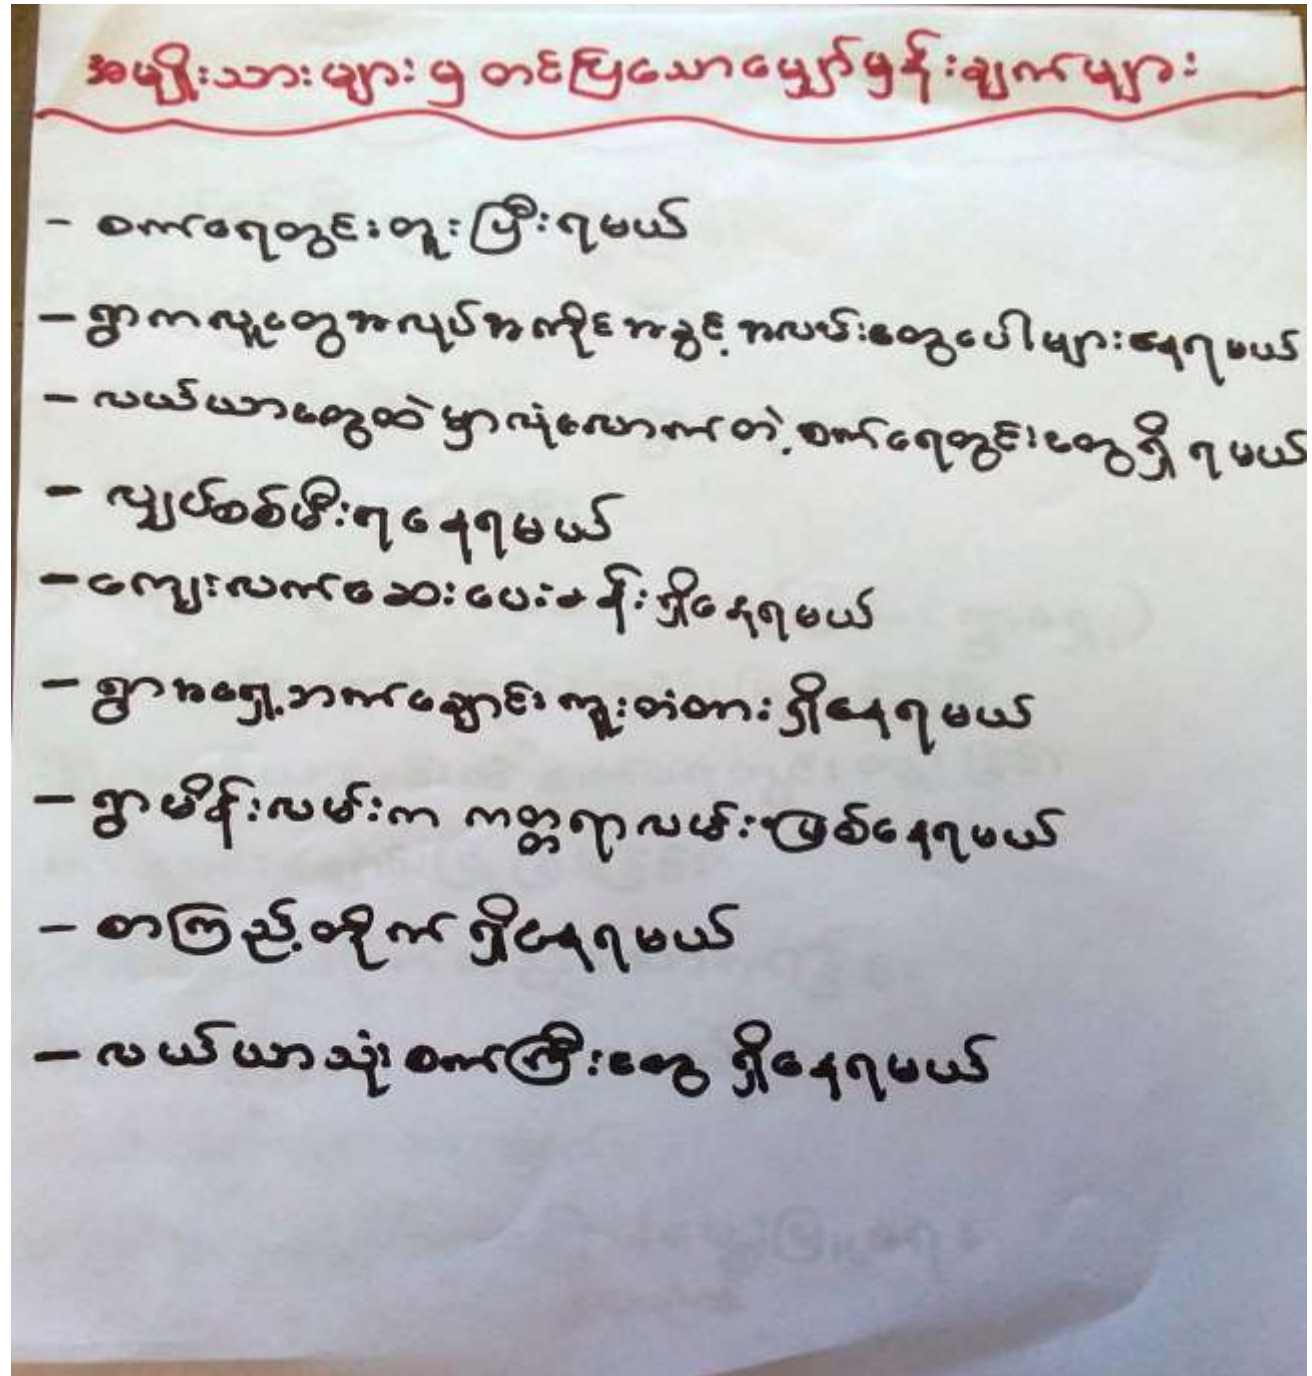 အမျိုးသားများမှ တင်ပြသောမျှော်မှန်းချက်များ
- စက်ရေတွင်းတူးပြီးရမယ်
- ရွာကလူတွေအလုပ်အကိုင်အခွင့်အလမ်းတွေပေါများနေရမယ်
- လယ်ယာတွေထဲမှာလုံလောက်တဲ့စက်ရေတွင်းတွေရှိရမယ်
- လျှပ်စစ်မီးရနေရမယ်
- ကျေးလက်ဆေးပေးခန်းရှိနေရမယ်
- ရွာအရှေ့ဘက်ချောင်းကူးတံတားရှိနေရမယ်
- ရွာမိန်းလမ်းက ကတ္တရာလမ်းဖြစ်နေရမယ်
- စာကြည့်တိုက်ရှိနေရမယ်
- လယ်ယာသုံးစက်ကြီးတွေ ရှိနေရမယ်